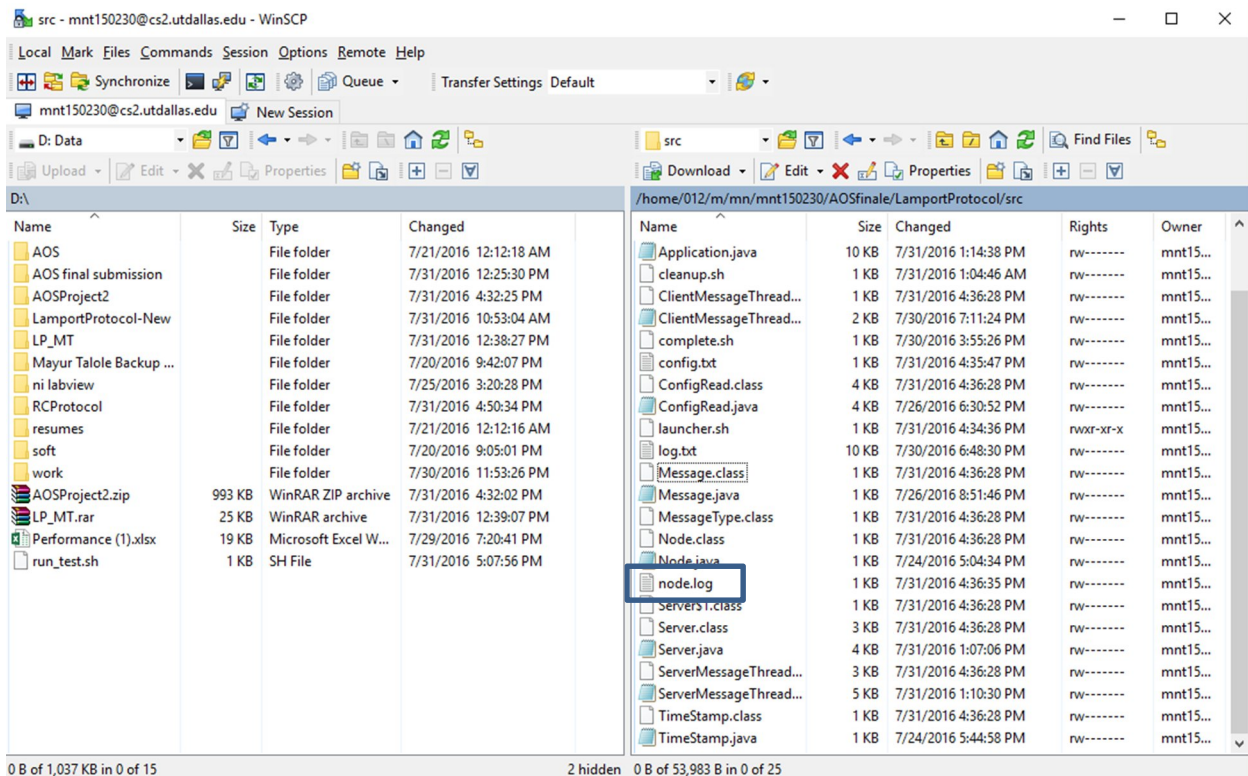 src - mnt150230@cs2.utdallas.edu - WinSCP
Local Mark Files Commands Session Options Remote Help
Synchronize Queue Transfer Settings Default
mnt150230@cs2.utdallas.edu New Session
D: Data src Find Files
Upload Edit Properties Download Edit Properties
D:\ /home/012/m/mn/mnt150230/AOSfinale/LamportProtocol/src
Name Size Type Changed Name Size Changed Rights Owner
AOS File folder 7/21/2016 12:12:18 AM Application.java 10 KB 7/31/2016 1:14:38 PM rw------- mnt15...
AOS final submission File folder 7/31/2016 12:25:30 PM cleanup.sh 1 KB 7/31/2016 1:04:46 AM rw------- mnt15...
AOSProject2 File folder 7/31/2016 4:32:25 PM ClientMessageThread... 1 KB 7/31/2016 4:36:28 PM rw------- mnt15...
LamportProtocol-New File folder 7/31/2016 10:53:04 AM ClientMessageThread... 2 KB 7/30/2016 7:11:24 PM rw------- mnt15...
LP_MT File folder 7/31/2016 12:38:27 PM complete.sh 1 KB 7/30/2016 3:55:26 PM rw------- mnt15...
Mayur Talole Backup ... File folder 7/20/2016 9:42:07 PM config.txt 1 KB 7/31/2016 4:35:47 PM rw------- mnt15...
ni labview File folder 7/25/2016 3:20:28 PM ConfigRead.class 4 KB 7/31/2016 4:36:28 PM rw------- mnt15...
RCProtocol File folder 7/31/2016 4:50:34 PM ConfigRead.java 4 KB 7/26/2016 6:30:52 PM rw------- mnt15...
resumes File folder 7/21/2016 12:12:16 AM launcher.sh 1 KB 7/31/2016 4:34:36 PM rwxr-xr-x mnt15...
soft File folder 7/20/2016 9:05:01 PM log.txt 10 KB 7/30/2016 6:48:30 PM rw------- mnt15...
work File folder 7/30/2016 11:53:26 PM Message.class 1 KB 7/31/2016 4:36:28 PM rw------- mnt15...
AOSProject2.zip 993 KB WinRAR ZIP archive 7/31/2016 4:32:02 PM Message.java 1 KB 7/26/2016 8:51:46 PM rw------- mnt15...
LP_MT.rar 25 KB WinRAR archive 7/31/2016 12:39:07 PM MessageType.class 1 KB 7/31/2016 4:36:28 PM rw------- mnt15...
Performance (1).xlsx 19 KB Microsoft Excel W... 7/29/2016 7:20:41 PM Node.class 1 KB 7/31/2016 4:36:28 PM rw------- mnt15...
run_test.sh 1 KB SH File 7/31/2016 5:07:56 PM Node.java 1 KB 7/24/2016 5:04:34 PM rw------- mnt15...
node.log 1 KB 7/31/2016 4:36:35 PM rw------- mnt15...
Server$1.class 1 KB 7/31/2016 4:36:28 PM rw------- mnt15...
Server.class 3 KB 7/31/2016 4:36:28 PM rw------- mnt15...
Server.java 4 KB 7/31/2016 1:07:06 PM rw------- mnt15...
ServerMessageThread... 3 KB 7/31/2016 4:36:28 PM rw------- mnt15...
ServerMessageThread... 5 KB 7/31/2016 1:10:30 PM rw------- mnt15...
TimeStamp.class 1 KB 7/31/2016 4:36:28 PM rw------- mnt15...
TimeStamp.java 1 KB 7/24/2016 5:44:58 PM rw------- mnt15...
0 B of 1,037 KB in 0 of 15 2 hidden 0 B of 53,983 B in 0 of 25